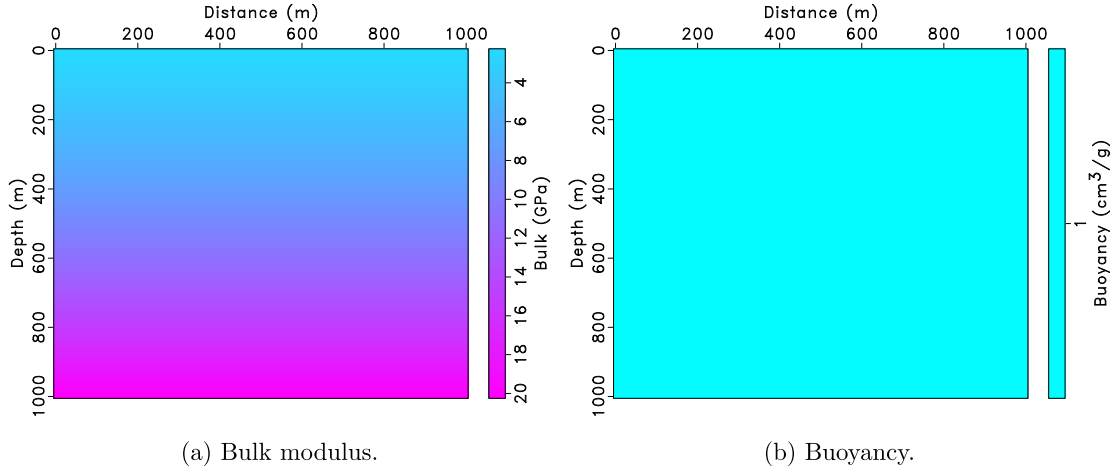 Distance (m)
0 200 400 600 800 1000
0
200
400
600
800
1000
Depth (m)
4
6
8
10
12
14
16
18
20
Bulk (GPa)
(a) Bulk modulus.
Distance (m)
0 200 400 600 800 1000
0
200
400
600
800
1000
Depth (m)
1
Buoyancy (cm³/g)
(b) Buoyancy.